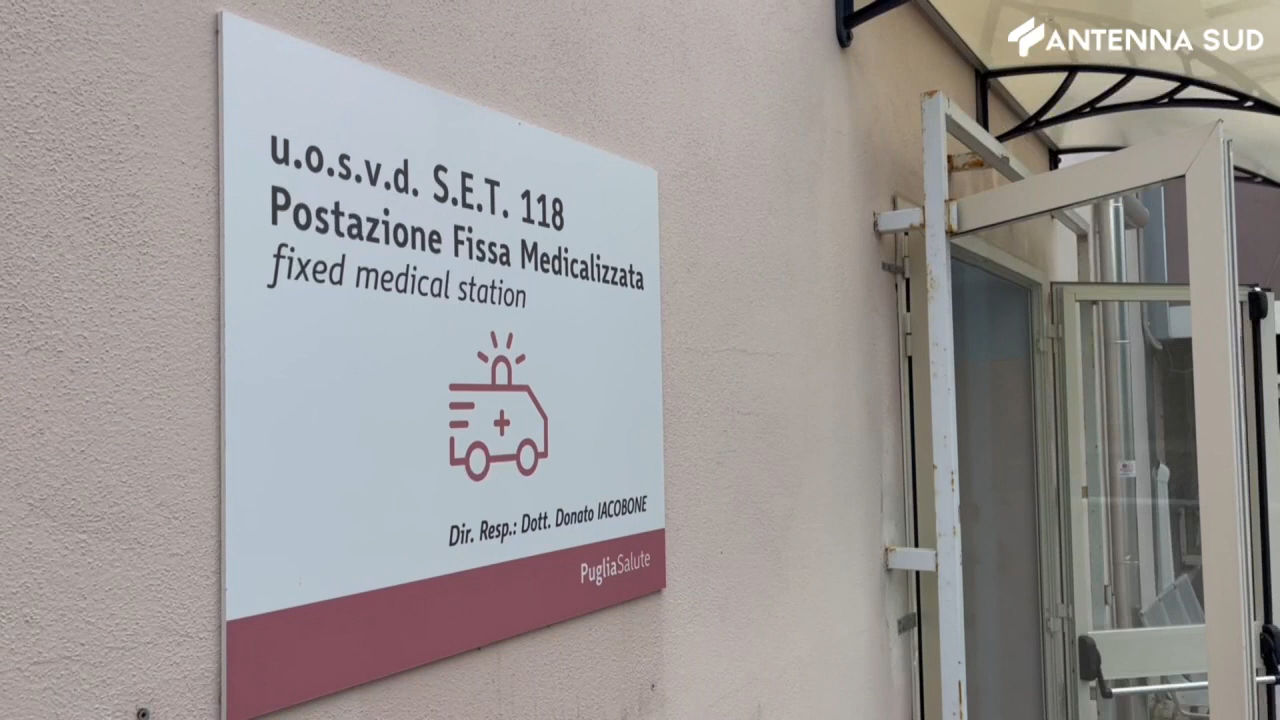 ANTENNA SUD
u.o.s.v.d. S.E.T. 118
Postazione Fissa Medicalizzata
fixed medical station
Dir. Resp.: Dott. Donato IACOBONE
PugliaSalute